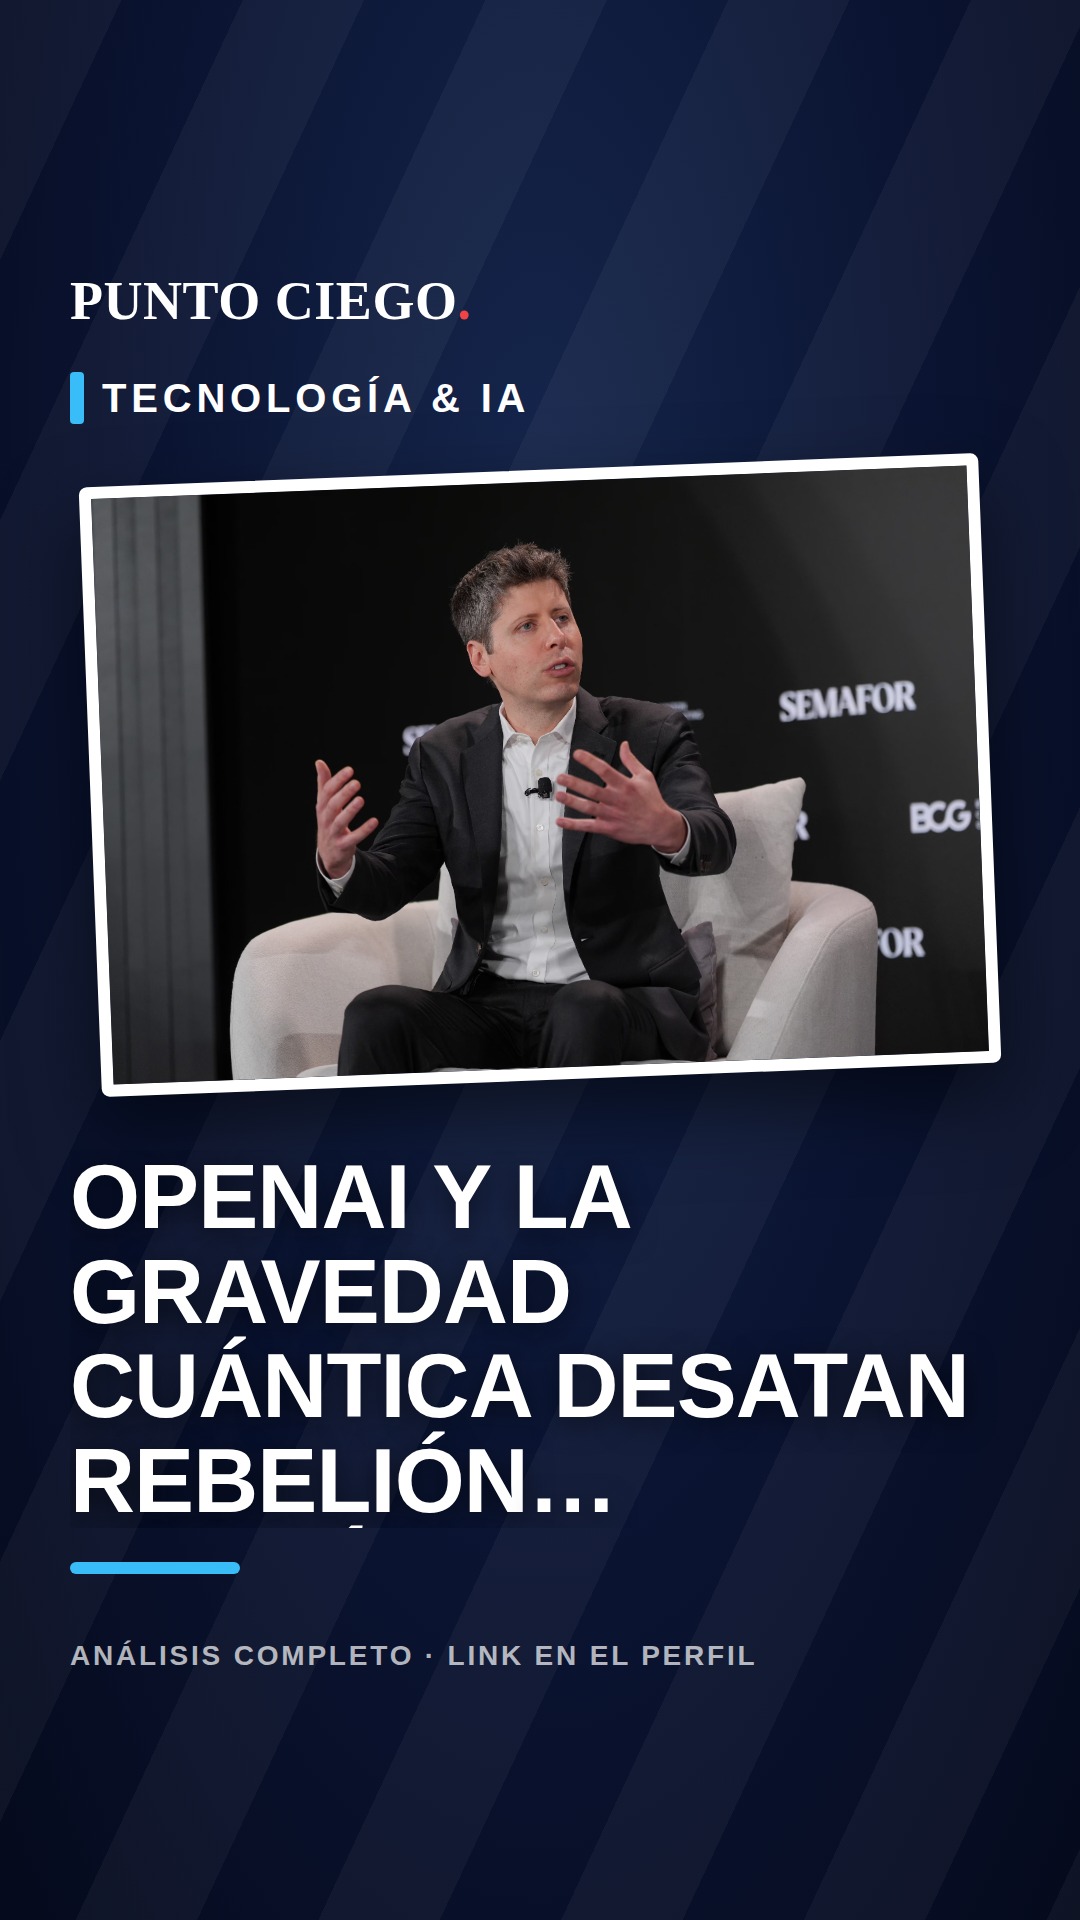 PUNTO CIEGO.
TECNOLOGÍA & IA
SEMAFOR
BCG
OPENAI Y LA
GRAVEDAD
CUÁNTICA DESATAN
REBELIÓN…
ANÁLISIS COMPLETO · LINK EN EL PERFIL